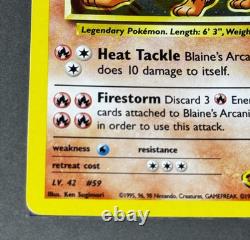 Legendary Pokémon. Length: 6' 3", Weigh
Heat Tackle Blaine's Arc
does 10 damage to itself.
Firestorm Discard 3 Energ
cards attached to Blaine's Arcani
in order to use this attack.
weakness resistance
retreat cost
LV. 42 #59
Illus. Ken Sugimori ©1995, 96, 98 Nintendo, Creatures, GAMEFREAK. ©19